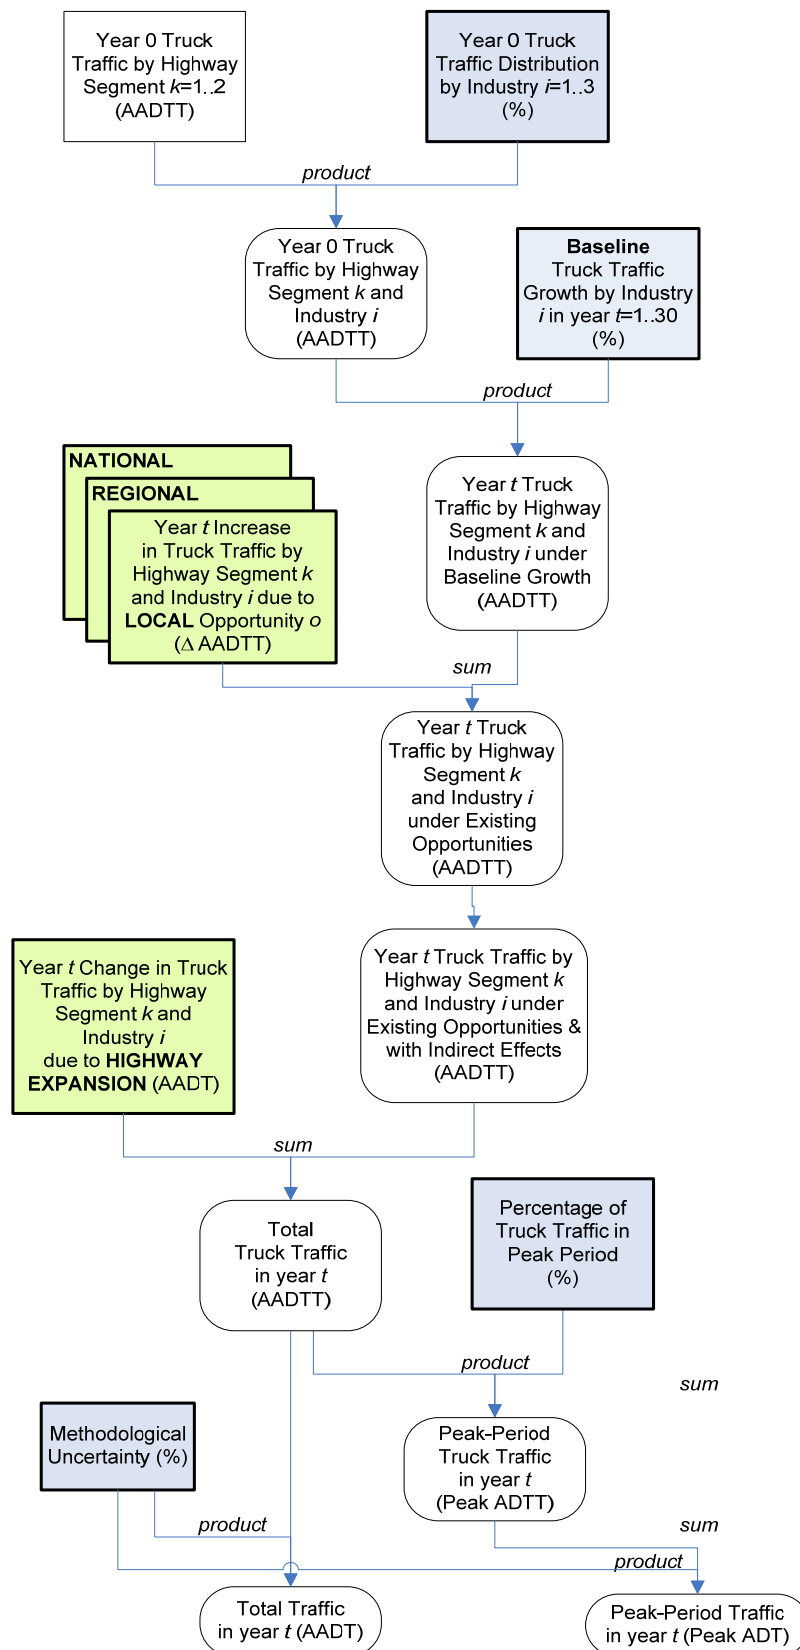 Year 0 Truck
Traffic by Highway
Segment k=1..2
(AADTT)
Year 0 Truck
Traffic Distribution
by Industry i=1..3
(%)
product
Year 0 Truck
Traffic by Highway
Segment k and
Industry i
(AADTT)
Baseline
Truck Traffic
Growth by Industry
i in year t=1..30
(%)
product
NATIONAL
REGIONAL
Year t Increase
in Truck Traffic by
Highway Segment k
and Industry i due to
LOCAL Opportunity o
(Δ AADTT)
Year t Truck
Traffic by Highway
Segment k and
Industry i under
Baseline Growth
(AADTT)
sum
Year t Truck
Traffic by Highway
Segment k
and Industry i
under Existing
Opportunities
(AADTT)
Year t Change in Truck
Traffic by Highway
Segment k and
Industry i
due to HIGHWAY
EXPANSION (AADT)
Year t Truck Traffic by
Highway Segment k
and Industry i under
Existing Opportunities &
with Indirect Effects
(AADTT)
sum
Total
Truck Traffic
in year t
(AADTT)
Percentage of
Truck Traffic in
Peak Period
(%)
product
sum
Methodological
Uncertainty (%)
Peak-Period
Truck Traffic
in year t
(Peak ADTT)
product
sum
product
Total Traffic
in year t (AADT)
Peak-Period Traffic
in year t (Peak ADT)